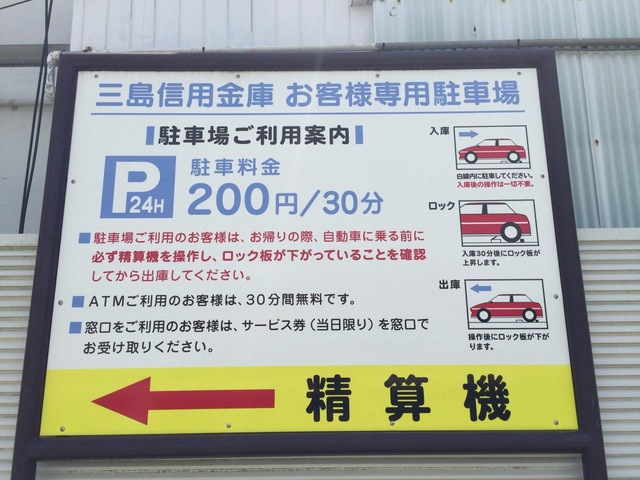 三島信用金庫 お客様専用駐車場
駐車場ご利用案内
P
24H
駐車料金
200円/30分
■駐車場ご利用のお客様は、お帰りの際、自動車に乗る前に
必ず精算機を操作し、ロック板が下がっていることを確認
してから出庫してください。
■ATMご利用のお客様は、30分間無料です。
■窓口をご利用のお客様は、サービス券(当日限り)を窓口で
お受け取りください。
入庫
白線内に駐車してください。
入庫後の操作は一切不要。
ロック
入庫30分後にロック板が
上昇します。
出庫
操作後にロック板が下が
ります。
精算機